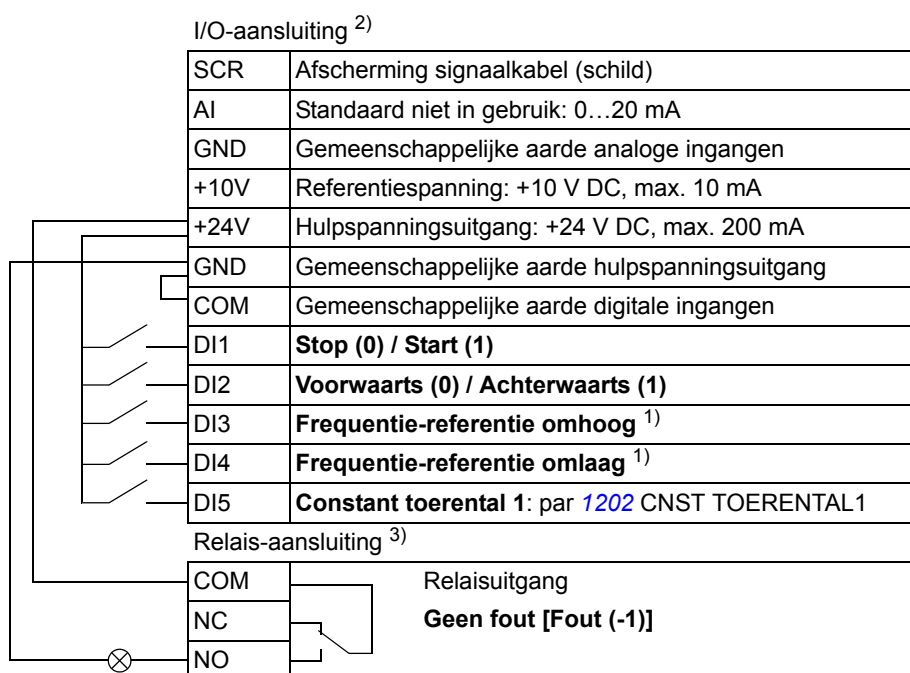 I/O-aansluiting 2)
SCR Afscherming signaalkabel (schild)
AI Standaard niet in gebruik: 0…20 mA
GND Gemeenschappelijke aarde analoge ingangen
+10V Referentiespanning: +10 V DC, max. 10 mA
+24V Hulpspanningsuitgang: +24 V DC, max. 200 mA
GND Gemeenschappelijke aarde hulpspanningsuitgang
COM Gemeenschappelijke aarde digitale ingangen
DI1 Stop (0) / Start (1)
DI2 Voorwaarts (0) / Achterwaarts (1)
DI3 Frequentie-referentie omhoog 1)
DI4 Frequentie-referentie omlaag 1)
DI5 Constant toerental 1: par 1202 CNST TOERENTAL1
Relais-aansluiting 3)
COM Relaisuitgang
NC Geen fout [Fout (-1)]
NO